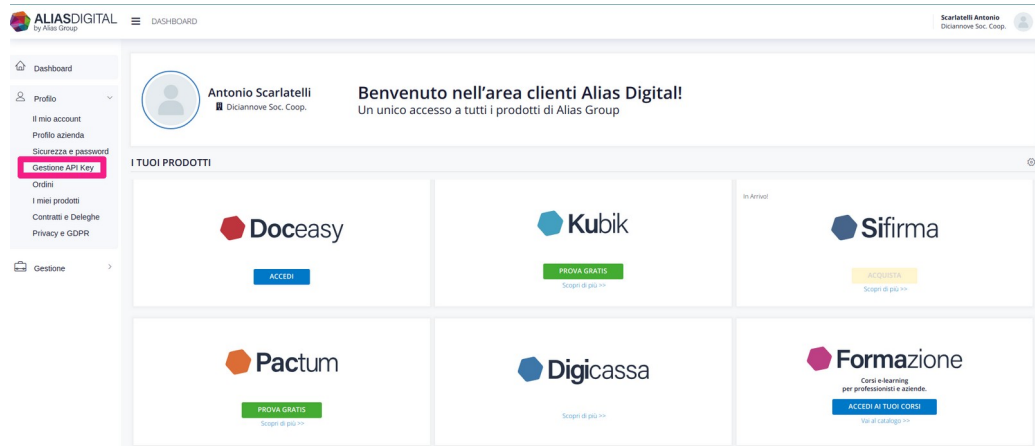 ALIASDIGITAL
by Alias Group
DASHBOARD
Scarlatelli Antonio
Diciannove Soc. Coop.
Dashboard
Profilo
Il mio account
Profilo azienda
Sicurezza e password
Gestione API Key
Ordini
I miei prodotti
Contratti e Deleghe
Privacy e GDPR
Gestione
Antonio Scarlatelli
Diciannove Soc. Coop.
Benvenuto nell'area clienti Alias Digital!
Un unico accesso a tutti i prodotti di Alias Group
I TUOI PRODOTTI
Doceasy
ACCEDI
Kubik
PROVA GRATIS
Scopri di più >>
In Arrivo!
Sifirma
ACQUISTA
Scopri di più >>
Pactum
PROVA GRATIS
Scopri di più >>
Digicassa
Scopri di più >>
Formazione
Corsi e-learning
per professionisti e aziende.
ACCEDI AI TUOI CORSI
Vai al catalogo >>